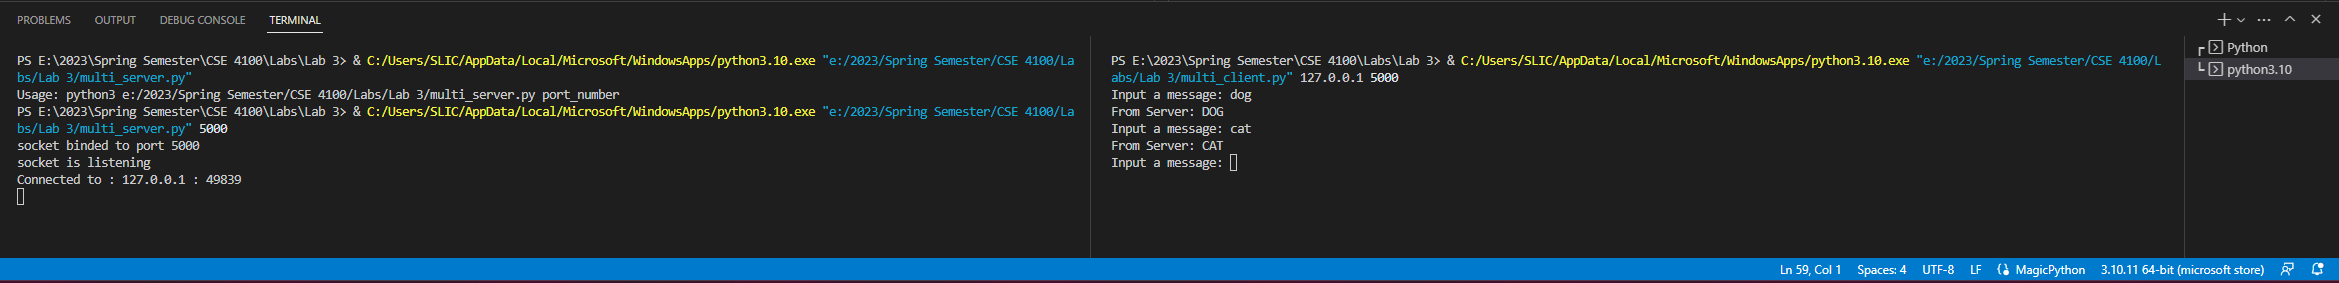 PROBLEMS OUTPUT DEBUG CONSOLE TERMINAL
PS E:\2023\Spring Semester\CSE 4100\Labs\Lab 3> & C:/Users/SLIC/AppData/Local/Microsoft/WindowsApps/python3.10.exe "e:/2023/Spring Semester/CSE 4100/La
bs/Lab 3/multi_server.py"
Usage: python3 e:/2023/Spring Semester/CSE 4100/Labs/Lab 3/multi_server.py port_number
PS E:\2023\Spring Semester\CSE 4100\Labs\Lab 3> & C:/Users/SLIC/AppData/Local/Microsoft/WindowsApps/python3.10.exe "e:/2023/Spring Semester/CSE 4100/La
bs/Lab 3/multi_server.py" 5000
socket binded to port 5000
socket is listening
Connected to : 127.0.0.1 : 49839
PS E:\2023\Spring Semester\CSE 4100\Labs\Lab 3> & C:/Users/SLIC/AppData/Local/Microsoft/WindowsApps/python3.10.exe "e:/2023/Spring Semester/CSE 4100/L
abs/Lab 3/multi_client.py" 127.0.0.1 5000
Input a message: dog
From Server: DOG
Input a message: cat
From Server: CAT
Input a message:
Python
python3.10
Ln 59, Col 1 Spaces: 4 UTF-8 LF MagicPython 3.10.11 64-bit (microsoft store)